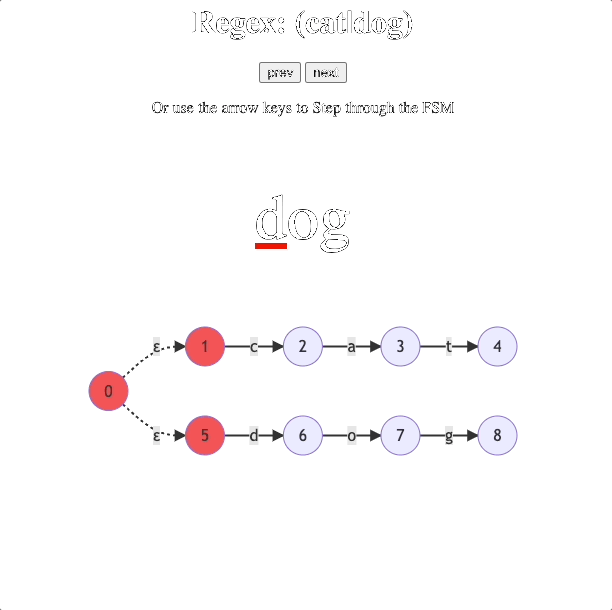 Regex: (cat|dog)
prev next
Or use the arrow keys to Step through the FSM
dog
ε 1 c 2 a 3 t 4
0
ε 5 d 6 o 7 g 8